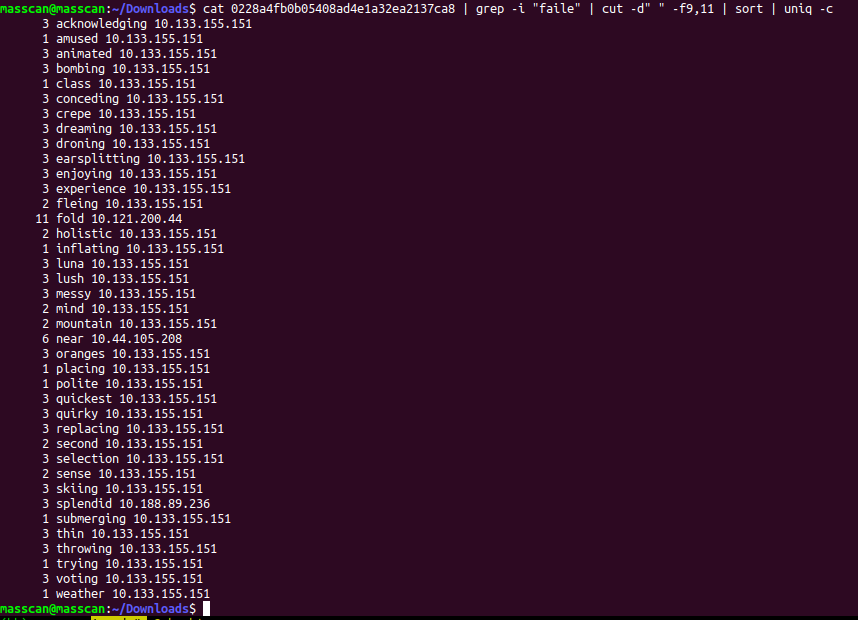 masscan@masscan:~/Downloads$ cat 0228a4fb0b05408ad4e1a32ea2137ca8 | grep -i "faile" | cut -d" " -f9,11 | sort | uniq -c
3 acknowledging 10.133.155.151
1 amused 10.133.155.151
3 animated 10.133.155.151
3 bombing 10.133.155.151
1 class 10.133.155.151
3 conceding 10.133.155.151
3 crepe 10.133.155.151
3 dreaming 10.133.155.151
3 droning 10.133.155.151
3 earsplitting 10.133.155.151
3 enjoying 10.133.155.151
3 experience 10.133.155.151
2 fleing 10.133.155.151
11 fold 10.121.200.44
2 holistic 10.133.155.151
1 inflating 10.133.155.151
3 luna 10.133.155.151
3 lush 10.133.155.151
3 messy 10.133.155.151
2 mind 10.133.155.151
2 mountain 10.133.155.151
6 near 10.44.105.208
3 oranges 10.133.155.151
1 placing 10.133.155.151
1 polite 10.133.155.151
3 quickest 10.133.155.151
3 quirky 10.133.155.151
3 replacing 10.133.155.151
2 second 10.133.155.151
3 selection 10.133.155.151
2 sense 10.133.155.151
3 skiing 10.133.155.151
3 splendid 10.188.89.236
1 submerging 10.133.155.151
3 thin 10.133.155.151
3 throwing 10.133.155.151
1 trying 10.133.155.151
3 voting 10.133.155.151
1 weather 10.133.155.151
masscan@masscan:~/Downloads$